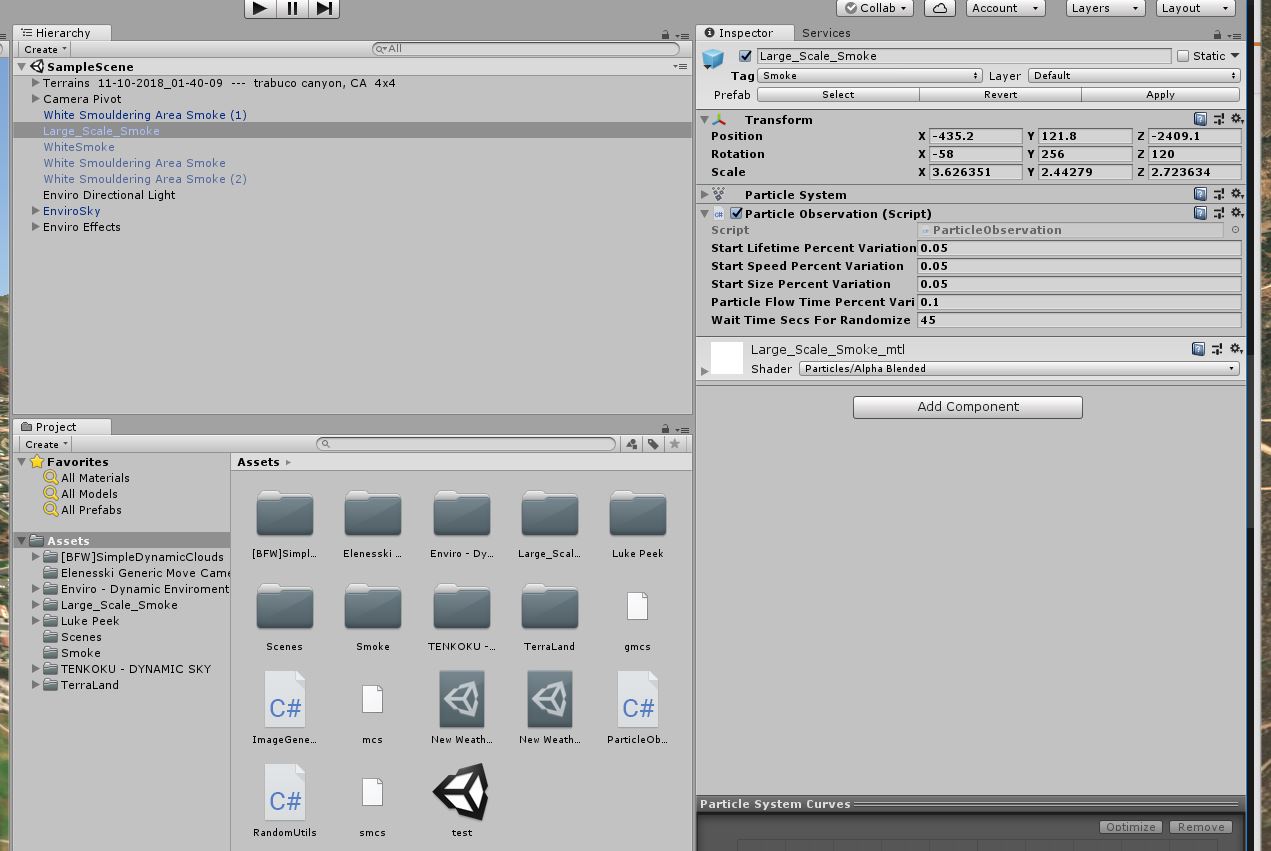 Collab Account Layers Layout
Hierarchy
Create All
SampleScene
Terrains 11-10-2018_01-40-09 --- trabuco canyon, CA 4x4
Camera Pivot
White Smouldering Area Smoke (1)
Large_Scale_Smoke
WhiteSmoke
White Smouldering Area Smoke
White Smouldering Area Smoke (2)
Enviro Directional Light
EnviroSky
Enviro Effects
Project
Create
Favorites
All Materials
All Models
All Prefabs
Assets
[BFW]SimpleDynamicClouds
Elenesski Generic Move Came
Enviro - Dynamic Enviroment
Large_Scale_Smoke
Luke Peek
Scenes
Smoke
TENKOKU - DYNAMIC SKY
TerraLand
Assets
[BFW]Simpl... Elenesski ... Enviro - Dy... Large_Scal... Luke Peek
Scenes Smoke TENKOKU -... TerraLand gmcs
C# C#
ImageGene... mcs New Weath... New Weath... ParticleOb...
C#
RandomUtils smcs test
Inspector Services
Large_Scale_Smoke Static
Tag Smoke Layer Default
Prefab Select Revert Apply
Transform
Position X -435.2 Y 121.8 Z -2409.1
Rotation X -58 Y 256 Z 120
Scale X 3.626351 Y 2.44279 Z 2.723634
Particle System
C# Particle Observation (Script)
Script ParticleObservation
Start Lifetime Percent Variation 0.05
Start Speed Percent Variation 0.05
Start Size Percent Variation 0.05
Particle Flow Time Percent Vari 0.1
Wait Time Secs For Randomize 45
Large_Scale_Smoke_mtl
Shader Particles/Alpha Blended
Add Component
Particle System Curves
Optimize Remove